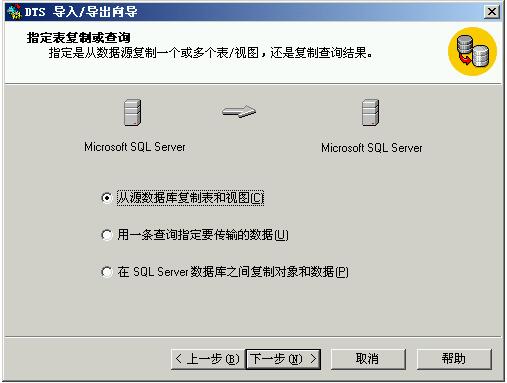 DTS 导入/导出向导
指定表复制或查询
指定是从数据源复制一个或多个表/视图，还是复制查询结果。
Microsoft SQL Server
Microsoft SQL Server
从源数据库复制表和视图(C)
用一条查询指定要传输的数据(U)
在 SQL Server 数据库之间复制对象和数据(P)
< 上一步(B) 下一步(N) > 取消 帮助